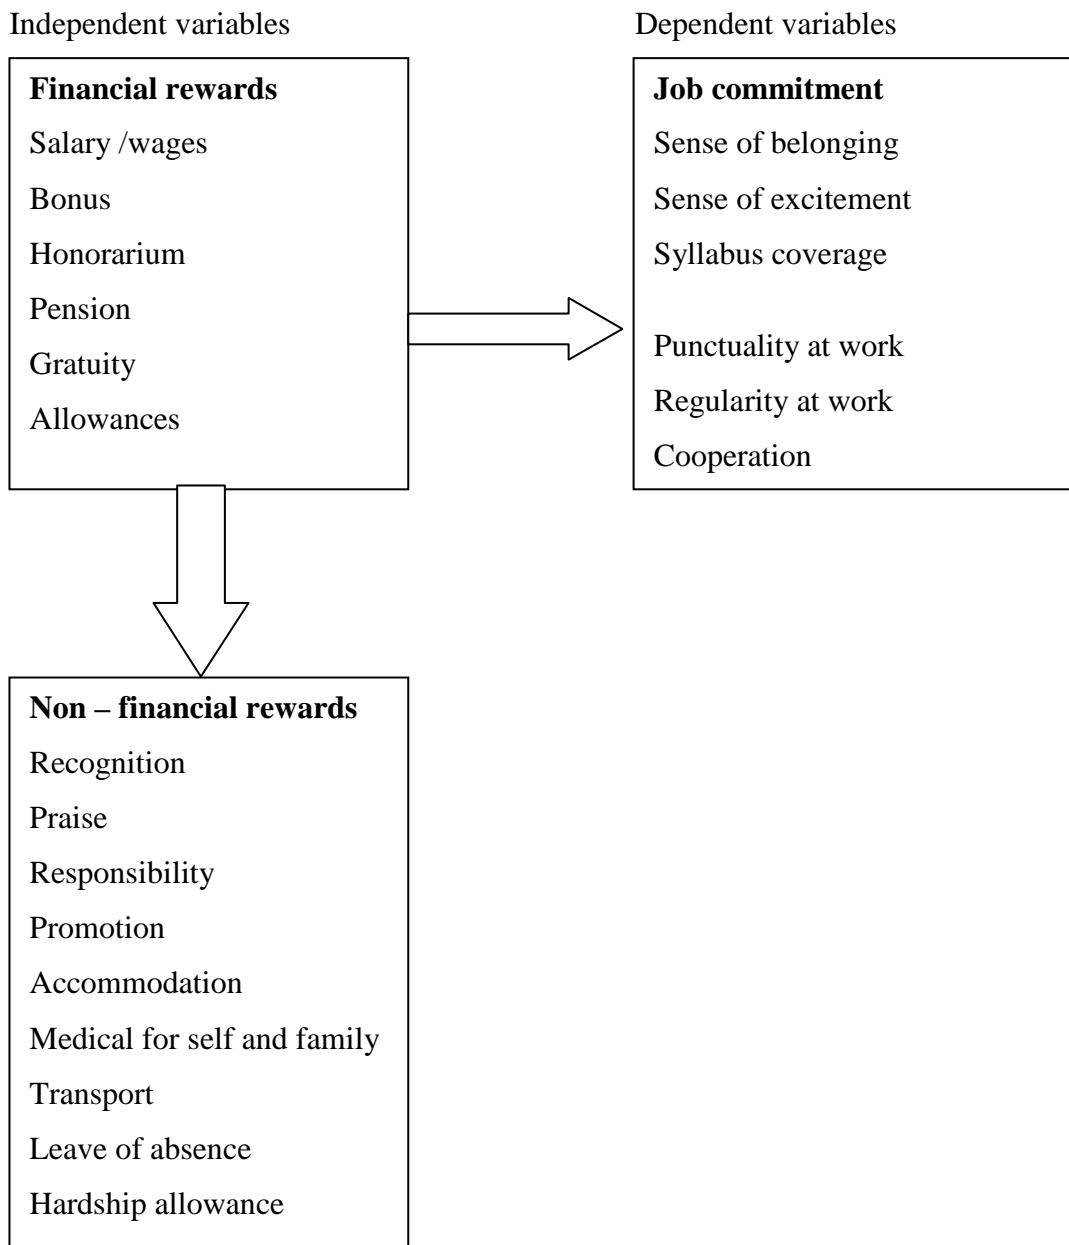 Independent variables
Dependent variables
Financial rewards
Salary /wages
Bonus
Honorarium
Pension
Gratuity
Allowances
Job commitment
Sense of belonging
Sense of excitement
Syllabus coverage
Punctuality at work
Regularity at work
Cooperation
Non – financial rewards
Recognition
Praise
Responsibility
Promotion
Accommodation
Medical for self and family
Transport
Leave of absence
Hardship allowance